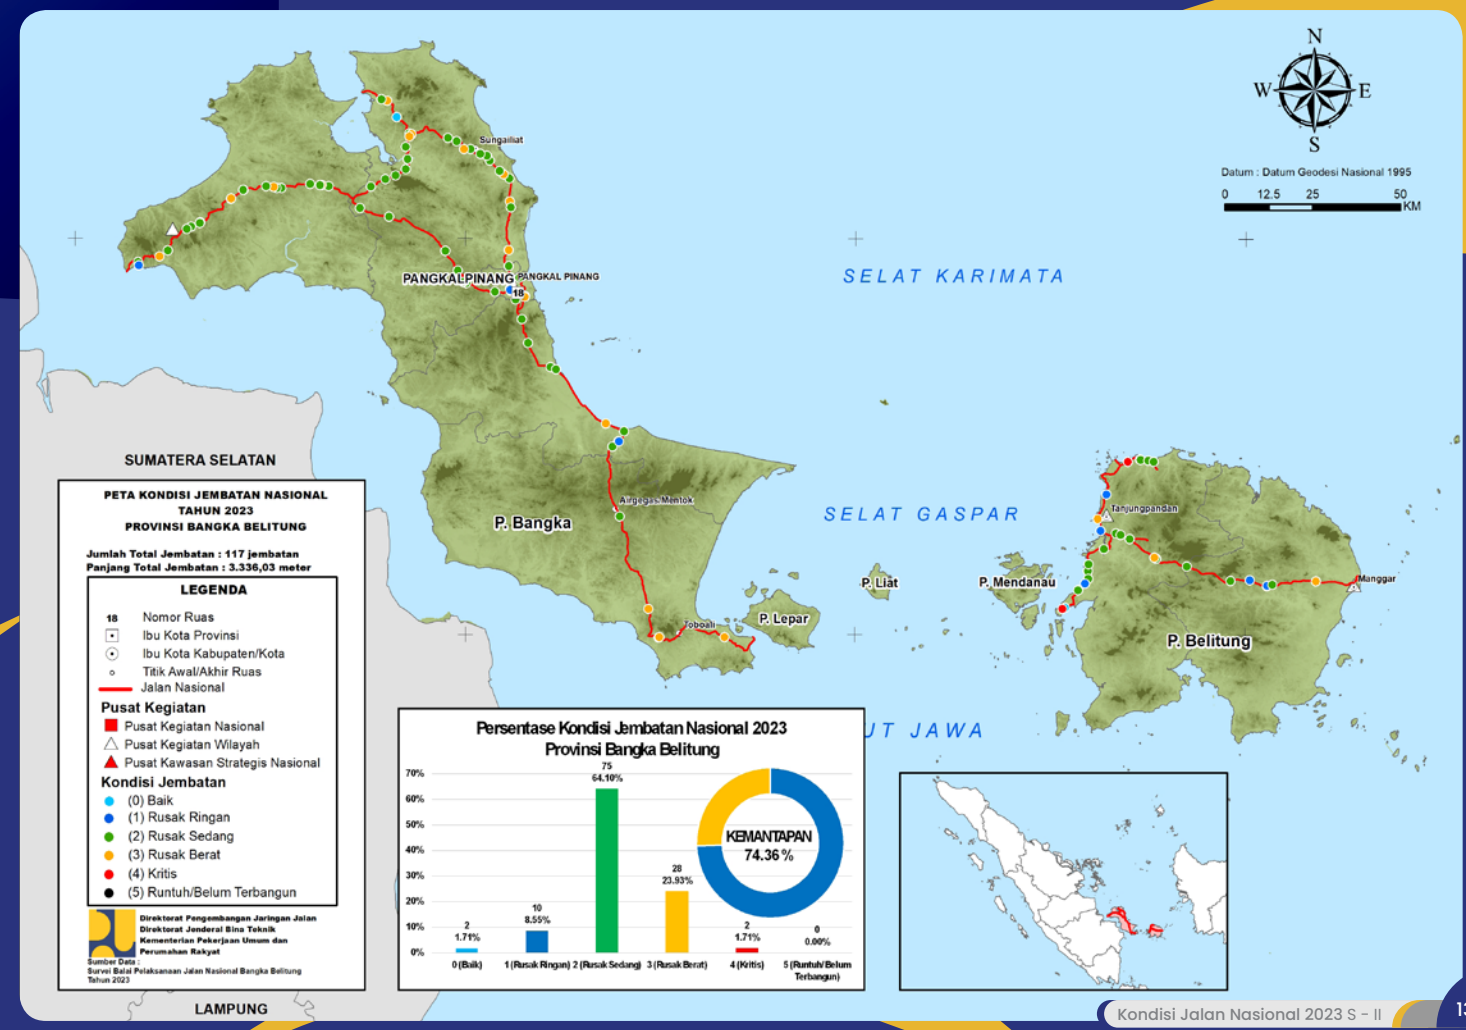 N
W
E
S
Datum : Datum Geodesi Nasional 1995
0 12.5 25 50
KM
Sungailiat
PANGKALPINANG
PANGKAL PINANG
18
SELAT KARIMATA
SUMATERA SELATAN
Airgegas/Mentok
P. Bangka
SELAT GASPAR
Tanjungpandan
P. Liat
P. Mendanau
Manggar
Toboali
P. Lepar
P. Belitung
UT JAWA
PETA KONDISI JEMBATAN NASIONAL
TAHUN 2023
PROVINSI BANGKA BELITUNG
Jumlah Total Jembatan : 117 jembatan
Panjang Total Jembatan : 3.336,03 meter
LEGENDA
18 Nomor Ruas
Ibu Kota Provinsi
Ibu Kota Kabupaten/Kota
Titik Awal/Akhir Ruas
Jalan Nasional
Pusat Kegiatan
Pusat Kegiatan Nasional
Pusat Kegiatan Wilayah
Pusat Kawasan Strategis Nasional
Kondisi Jembatan
(0) Baik
(1) Rusak Ringan
(2) Rusak Sedang
(3) Rusak Berat
(4) Kritis
(5) Runtuh/Belum Terbangun
Direktorat Pengembangan Jaringan Jalan
Direktorat Jenderal Bina Teknik
Kementerian Pekerjaan Umum dan
Perumahan Rakyat
Sumber Data :
Survei Balai Pelaksanaan Jalan Nasional Bangka Belitung
Tahun 2023
LAMPUNG
Persentase Kondisi Jembatan Nasional 2023
Provinsi Bangka Belitung
70%
60%
50%
40%
30%
20%
10%
0%
2
1.71%
10
8.55%
75
64.10%
28
23.93%
2
1.71%
0
0.00%
0 (Baik)
1 (Rusak Ringan)
2 (Rusak Sedang)
3 (Rusak Berat)
4 (Kritis)
5 (Runtuh/Belum
Terbangun)
KEMANTAPAN
74.36 %
Kondisi Jalan Nasional 2023 S - II